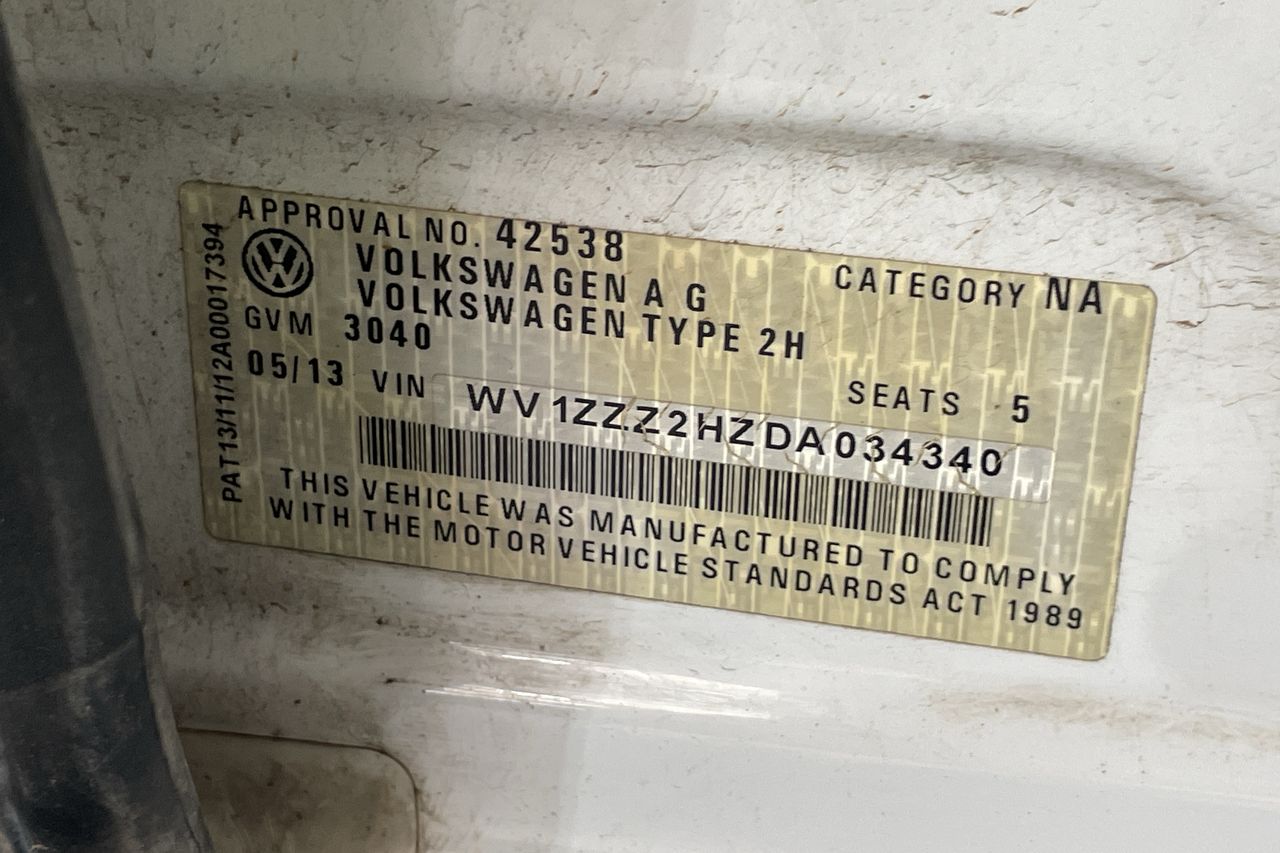 APPROVAL NO. 42538
CATEGORY NA
VOLKSWAGEN A G
VOLKSWAGEN TYPE 2H
GVM 3040
05/13 VIN WV1ZZZ2HZDA034340
SEATS 5
THIS VEHICLE WAS MANUFACTURED TO COMPLY
WITH THE MOTOR VEHICLE STANDARDS ACT 1989
PAT13/11/12A00017394